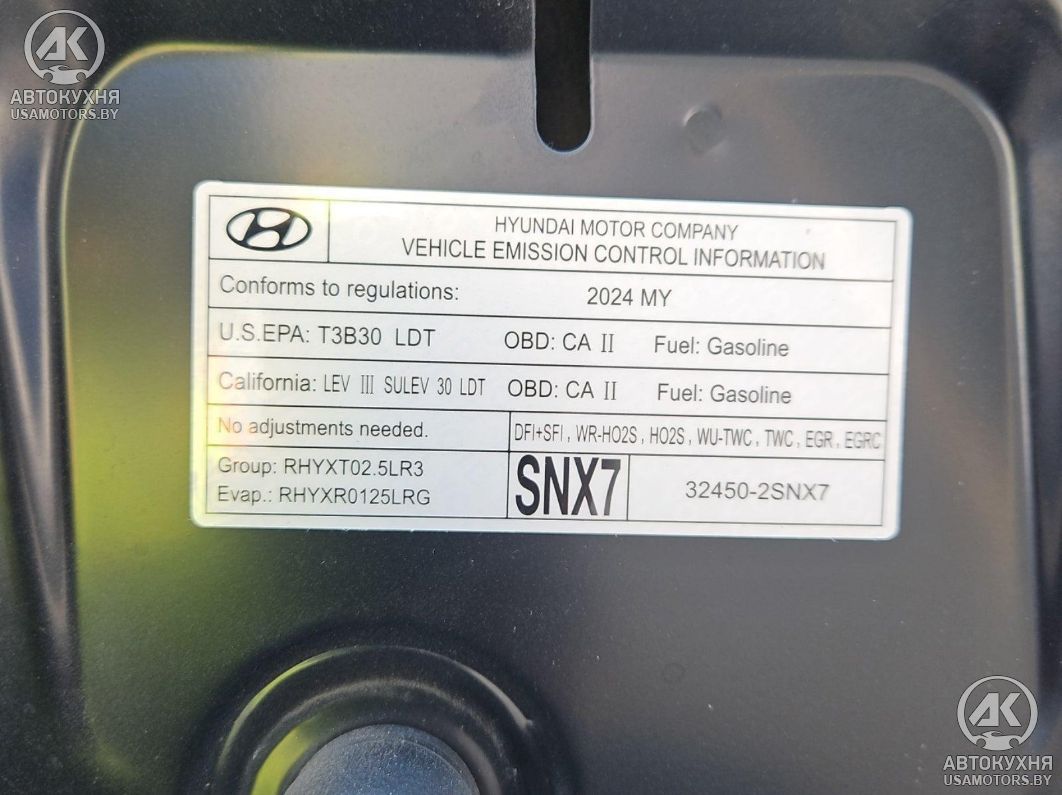 АК
АВТОКУХНЯ
USAMOTORS.BY
HYUNDAI MOTOR COMPANY
VEHICLE EMISSION CONTROL INFORMATION
Conforms to regulations: 2024 MY
U.S.EPA: T3B30 LDT OBD: CA II Fuel: Gasoline
California: LEV III SULEV 30 LDT OBD: CA II Fuel: Gasoline
No adjustments needed. DFI+SFI, WR-HO2S, HO2S, WU-TWC, TWC, EGR, EGRC
Group: RHYXT02.5LR3
Evap.: RHYXR0125LRG
SNX7 32450-2SNX7
АК
АВТОКУХНЯ
USAMOTORS.BY